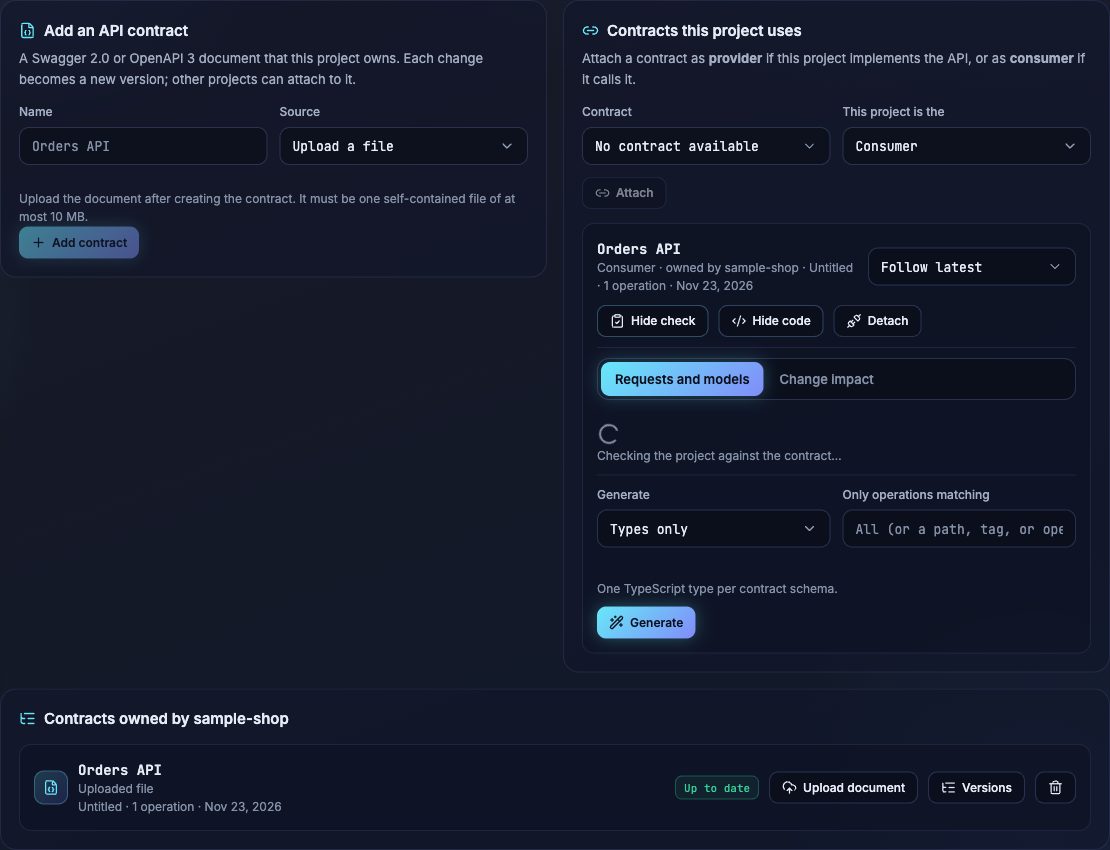 Add an API contract
A Swagger 2.0 or OpenAPI 3 document that this project owns. Each change
becomes a new version; other projects can attach to it.
Name
Source
Orders API
Upload a file
Upload the document after creating the contract. It must be one self-contained file of at
most 10 MB.
Add contract
Contracts this project uses
Attach a contract as provider if this project implements the API, or as consumer if
it calls it.
Contract
This project is the
No contract available
Consumer
Attach
Orders API
Consumer · owned by sample-shop · Untitled
· 1 operation · Nov 23, 2026
Follow latest
Hide check
Hide code
Detach
Requests and models
Change impact
Checking the project against the contract...
Generate
Only operations matching
Types only
All (or a path, tag, or ope
One TypeScript type per contract schema.
Generate
Contracts owned by sample-shop
Orders API
Uploaded file
Untitled · 1 operation · Nov 23, 2026
Up to date
Upload document
Versions